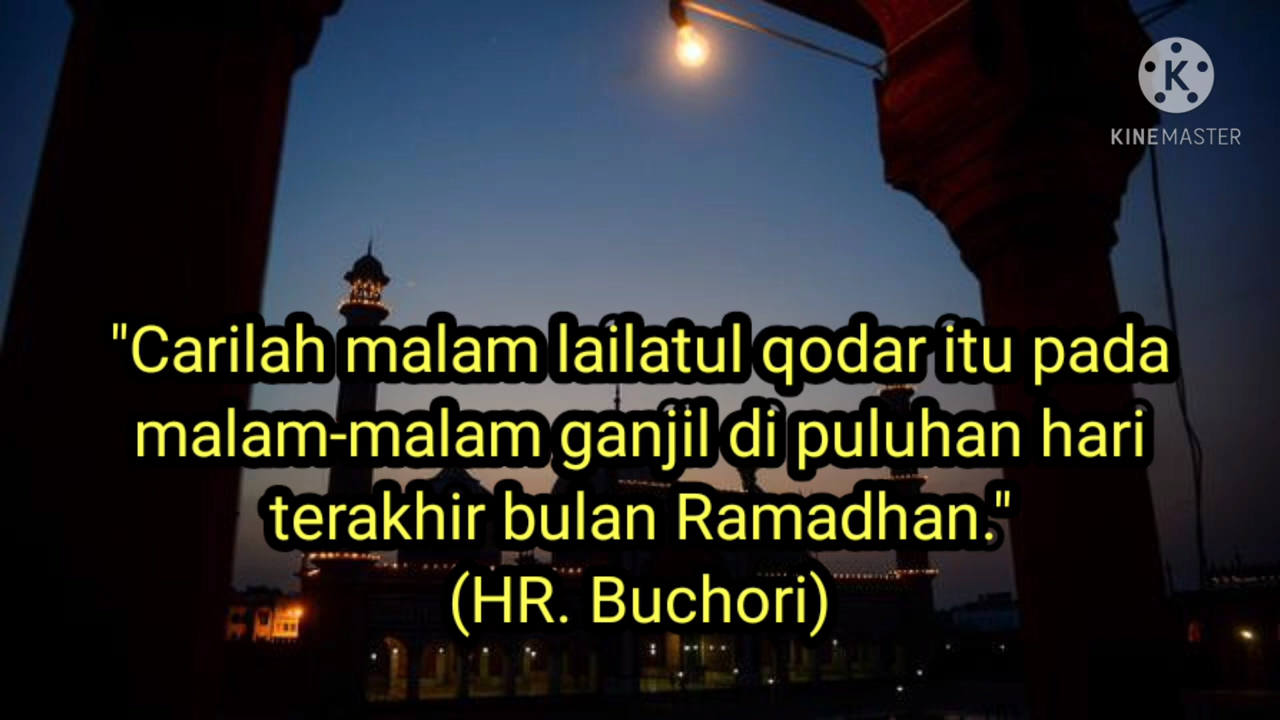 KINEMASTER
"Carilah malam lailatul qodar itu pada
malam-malam ganjil di puluhan hari
terakhir bulan Ramadhan."
(HR. Buchori)